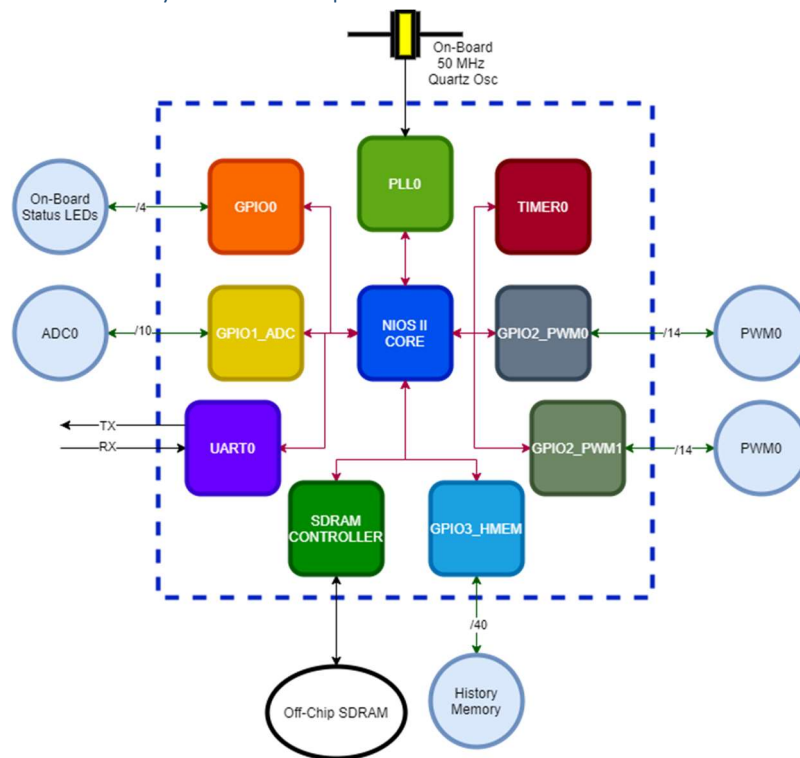 On-Board
50 MHz
Quartz Osc
PLL0
On-Board
Status LEDs
/4
GPIO0
TIMER0
ADC0
/10
GPIO1_ADC
NIOS II
CORE
GPIO2_PWM0
/14
PWM0
TX
RX
UART0
GPIO2_PWM1
/14
PWM0
SDRAM
CONTROLLER
GPIO3_HMEM
/40
Off-Chip SDRAM
History
Memory